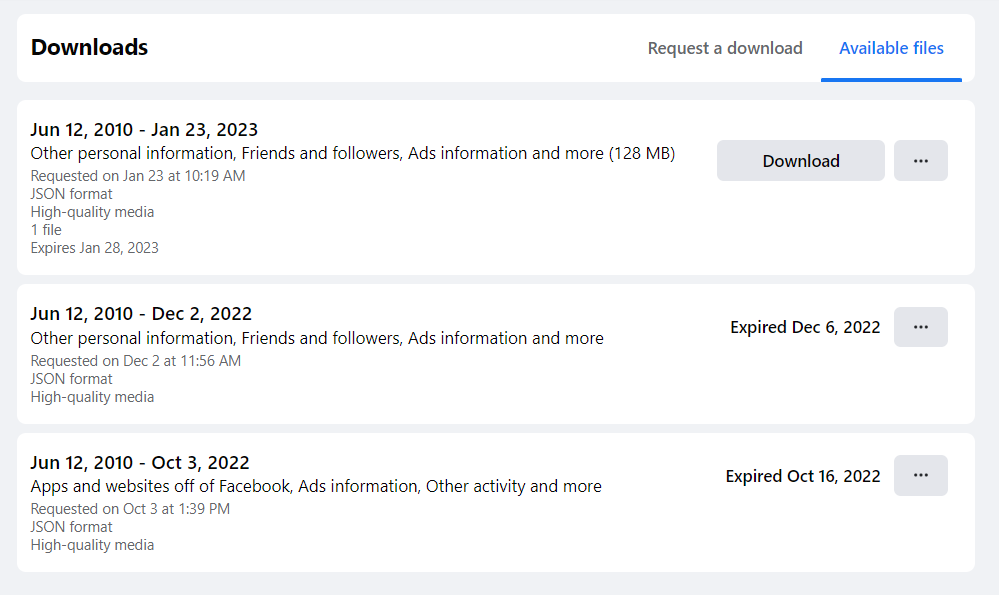 Downloads
Request a download
Available files
Jun 12, 2010 - Jan 23, 2023
Other personal information, Friends and followers, Ads information and more (128 MB)
Requested on Jan 23 at 10:19 AM
JSON format
High-quality media
1 file
Expires Jan 28, 2023
Download
···
Jun 12, 2010 - Dec 2, 2022
Other personal information, Friends and followers, Ads information and more
Requested on Dec 2 at 11:56 AM
JSON format
High-quality media
Expired Dec 6, 2022
···
Jun 12, 2010 - Oct 3, 2022
Apps and websites off of Facebook, Ads information, Other activity and more
Requested on Oct 3 at 1:39 PM
JSON format
High-quality media
Expired Oct 16, 2022
···